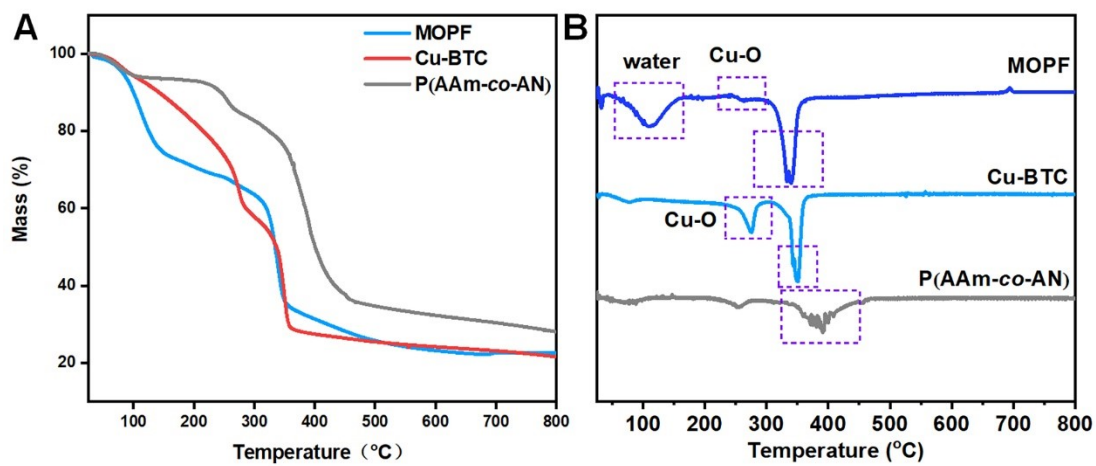 A
MOPF
Cu-BTC
P(AAm-co-AN)
Mass (%)
100
80
60
40
20
100 200 300 400 500 600 700 800
Temperature (°C)
B
water
Cu-O
MOPF
Cu-BTC
Cu-O
P(AAm-co-AN)
100 200 300 400 500 600 700 800
Temperature (°C)